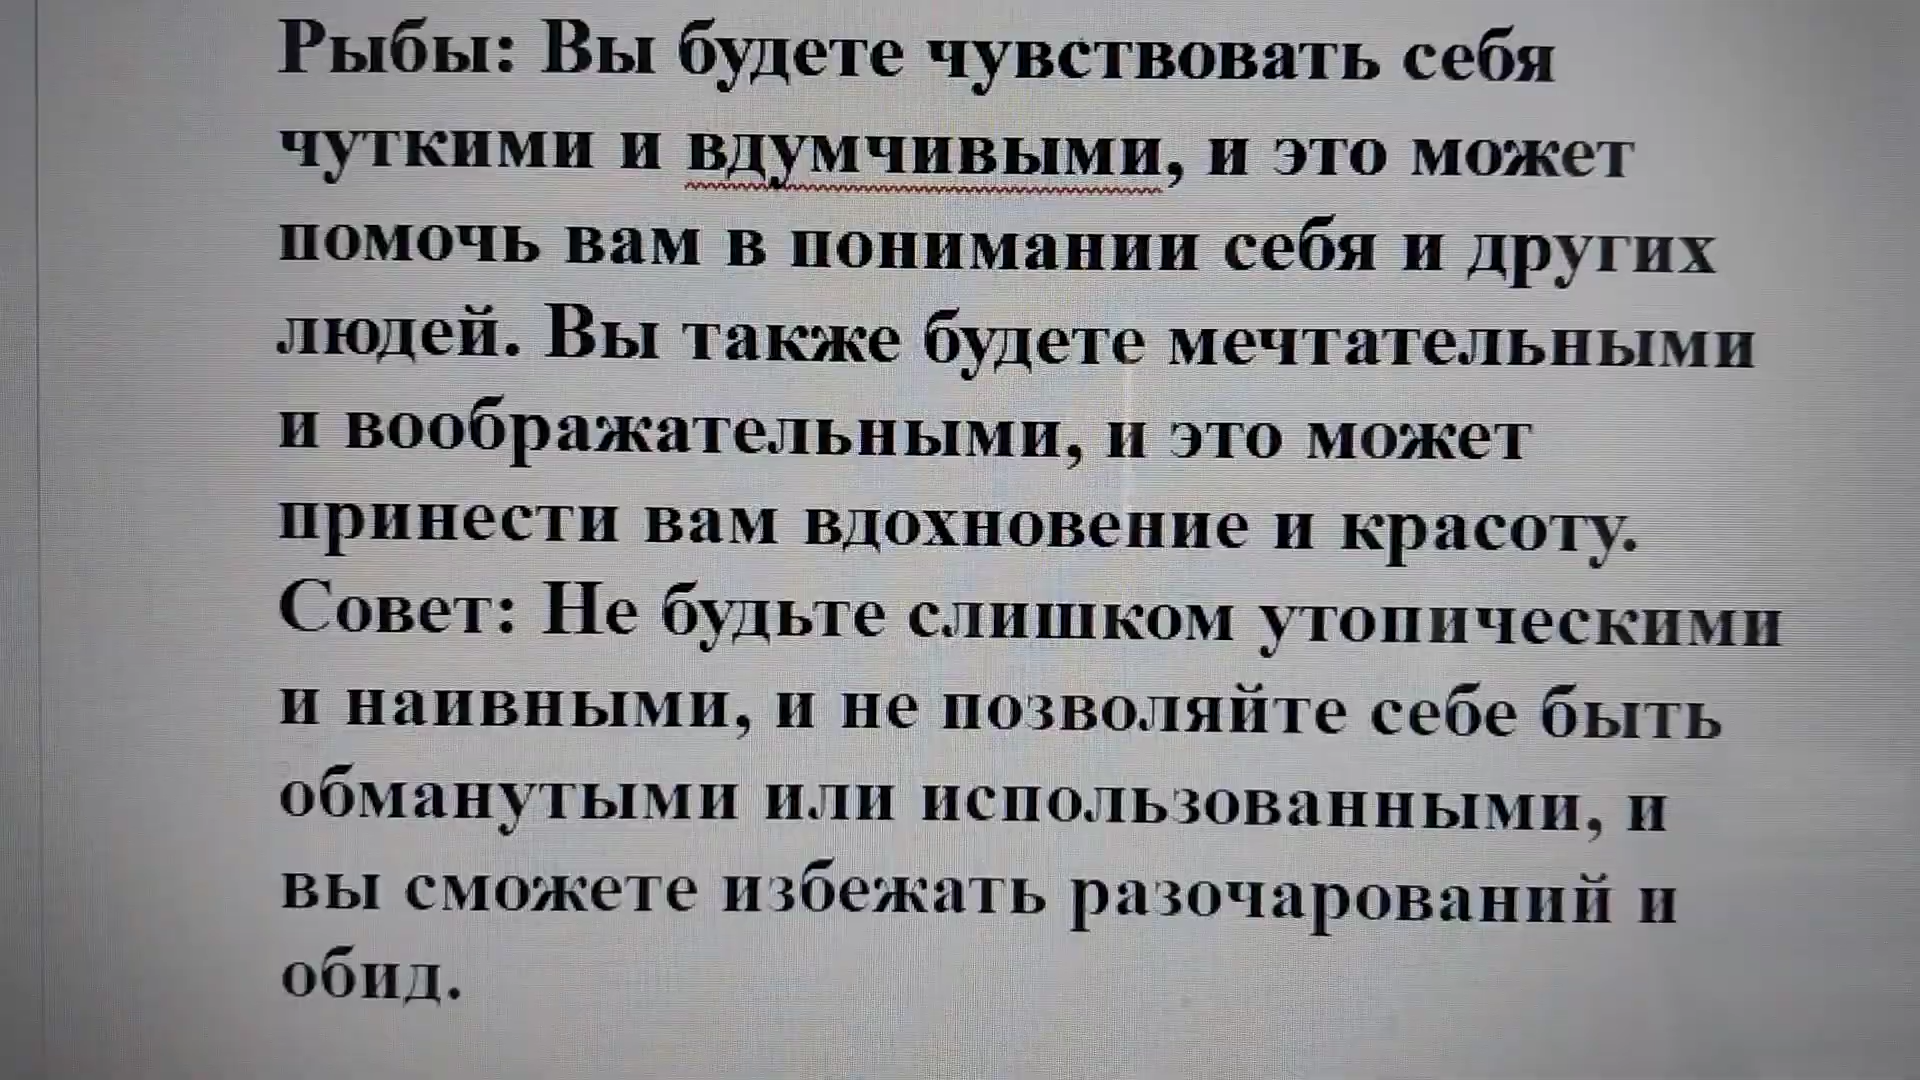 Рыбы: Вы будете чувствовать себя
чуткими и вдумчивыми, и это может
помочь вам в понимании себя и других
людей. Вы также будете мечтательными
и воображательными, и это может
принести вам вдохновение и красоту.
Совет: Не будьте слишком утопическими
и наивными, и не позволяйте себе быть
обманутыми или использованными, и
вы сможете избежать разочарований и
обид.